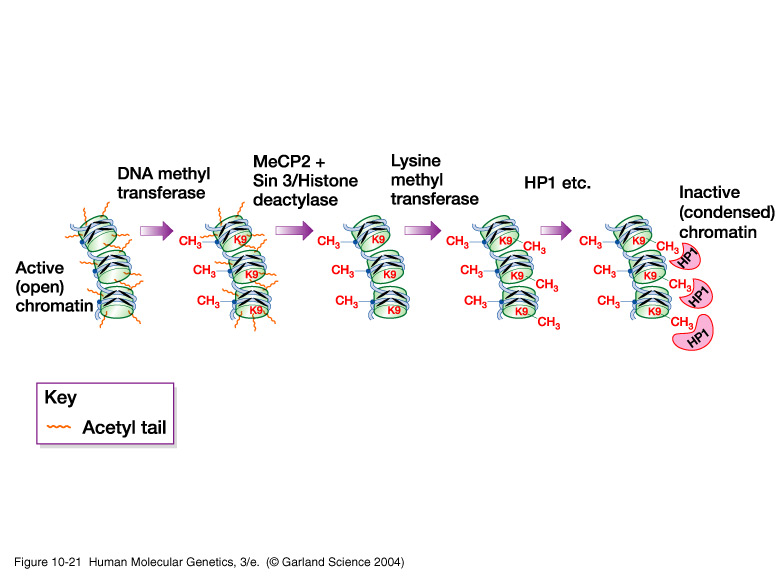 DNA methyl
transferase
MeCP2 +
Sin 3/Histone
deactylase
Lysine
methyl
transferase
HP1 etc.
Inactive
(condensed)
chromatin
Active
(open)
chromatin
CH3 K9
CH3 K9
CH3 K9
CH3 K9
CH3 K9
CH3 K9
CH3 K9 CH3
CH3 K9 CH3
CH3 K9 CH3
CH3 K9 CH3 HP1
CH3 K9 CH3 HP1
CH3 K9 CH3 HP1
Key
Acetyl tail
Figure 10-21 Human Molecular Genetics, 3/e. (© Garland Science 2004)